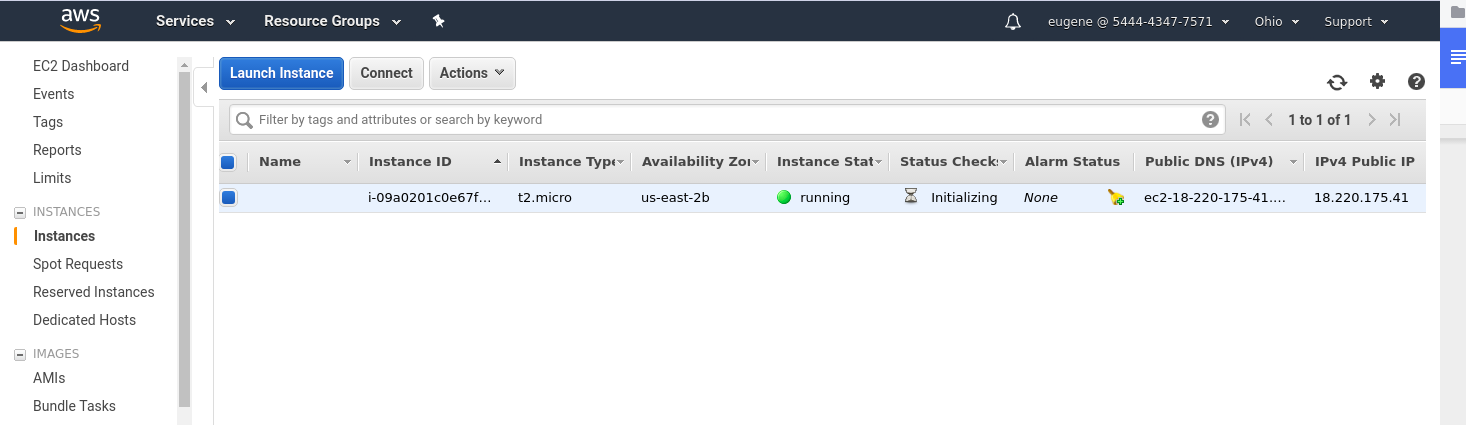 aws Services Resource Groups eugene @ 5444-4347-7571 Ohio Support
EC2 Dashboard
Events
Tags
Reports
Limits
INSTANCES
Instances
Spot Requests
Reserved Instances
Dedicated Hosts
IMAGES
AMIs
Bundle Tasks
Launch Instance Connect Actions
Filter by tags and attributes or search by keyword 1 to 1 of 1
Name Instance ID Instance Type Availability Zo Instance Stat Status Check Alarm Status Public DNS (IPv4) IPv4 Public IP
i-09a0201c0e67f... t2.micro us-east-2b running Initializing None ec2-18-220-175-41.... 18.220.175.41